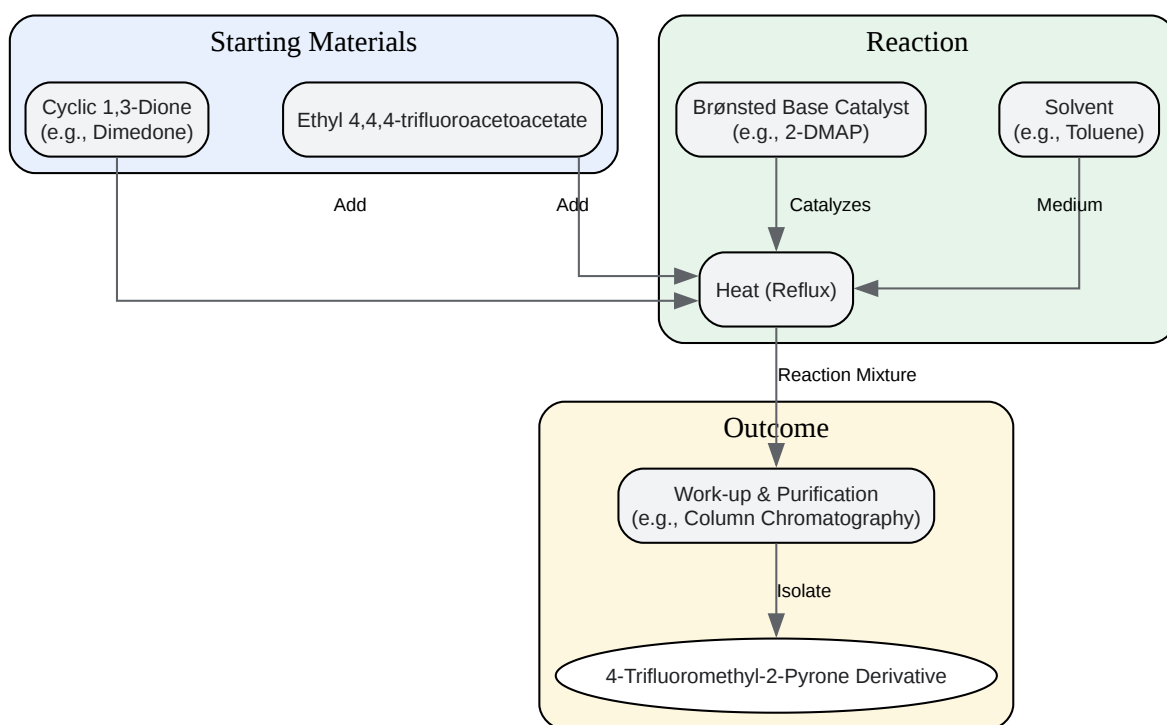 Starting Materials
Reaction
Cyclic 1,3-Dione
(e.g., Dimedone)
Ethyl 4,4,4-trifluoroacetoacetate
Brønsted Base Catalyst
(e.g., 2-DMAP)
Solvent
(e.g., Toluene)
Add
Add
Catalyzes
Medium
Heat (Reflux)
Reaction Mixture
Outcome
Work-up & Purification
(e.g., Column Chromatography)
Isolate
4-Trifluoromethyl-2-Pyrone Derivative